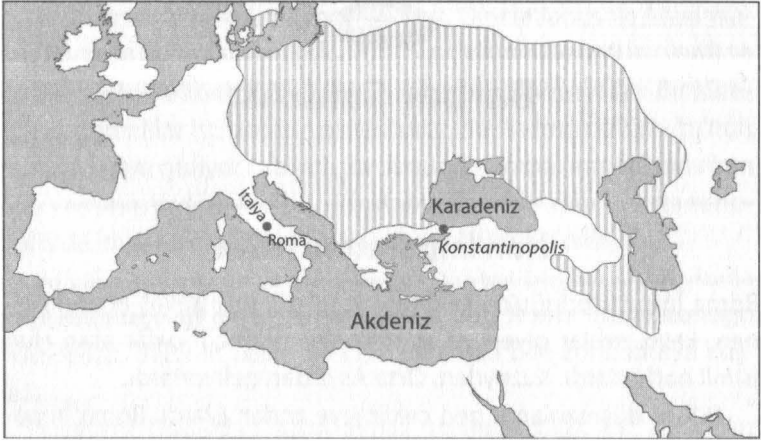 Karadeniz
İtalya
Roma
Konstantinopolis
Akdeniz